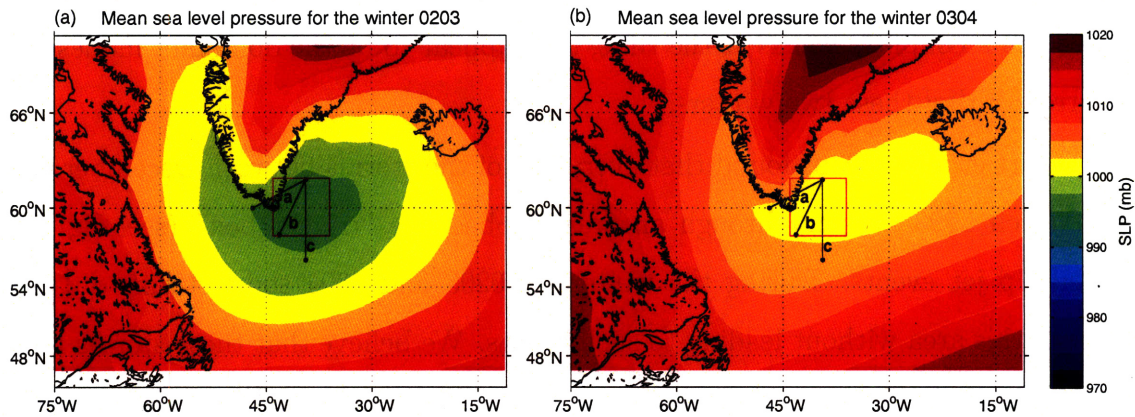 (a) Mean sea level pressure for the winter 0203
(b) Mean sea level pressure for the winter 0304
66°N
60°N
54°N
48°N
75°W 60°W 45°W 30°W 15°W
a
b
c
66°N
60°N
54°N
48°N
75°W 60°W 45°W 30°W 15°W
a
b
c
1020
1010
1000
990
980
970
SLP (mb)